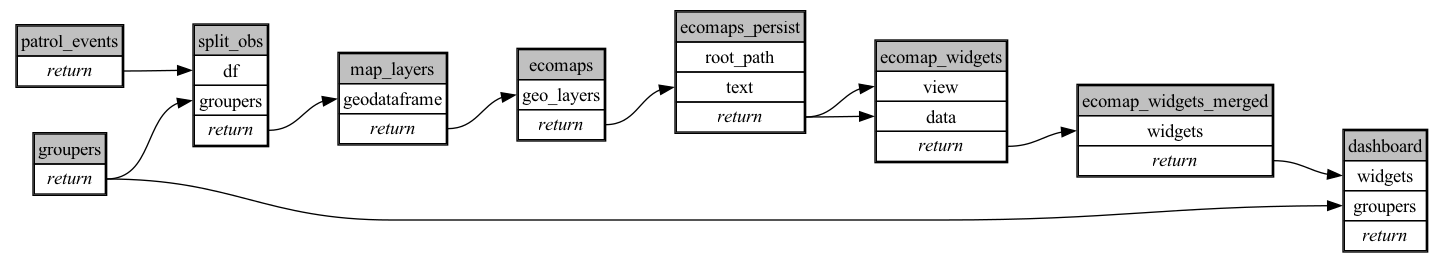 patrol_events
return
groupers
return
split_obs
df
groupers
return
map_layers
geodataframe
return
ecomaps
geo_layers
return
ecomaps_persist
root_path
text
return
ecomap_widgets
view
data
return
ecomap_widgets_merged
widgets
return
dashboard
widgets
groupers
return